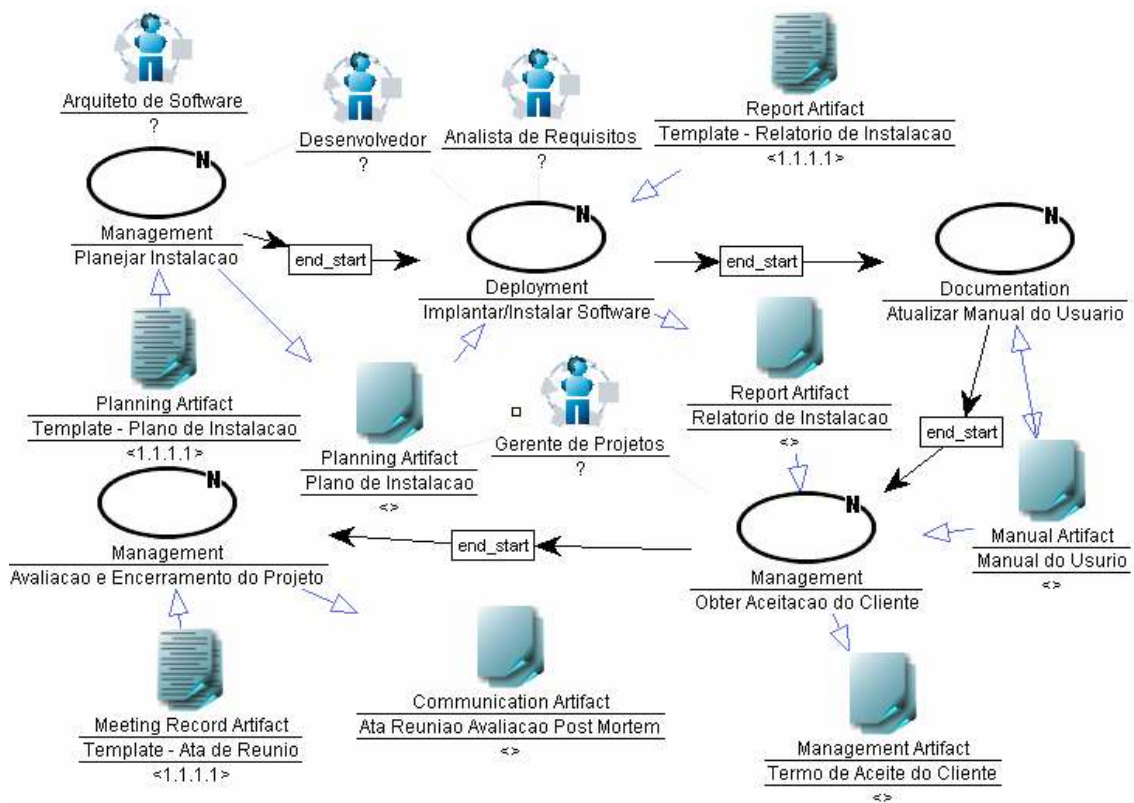 Arquiteto de Software
?
Desenvolvedor
?
Analista de Requisitos
?
Report Artifact
Template - Relatorio de Instalacao
<1.1.1.1>
N
Management
Planejar Instalacao
end_start
N
Deployment
Implantar/Instalar Software
end_start
N
Documentation
Atualizar Manual do Usuario
Planning Artifact
Template - Plano de Instalacao
<1.1.1.1>
Planning Artifact
Plano de Instalacao
<>
Gerente de Projetos
?
Report Artifact
Relatorio de Instalacao
<>
end_start
Manual Artifact
Manual do Usurio
<>
N
Management
Avaliacao e Encerramento do Projeto
end_start
N
Management
Obter Aceitacao do Cliente
Meeting Record Artifact
Template - Ata de Reunio
<1.1.1.1>
Communication Artifact
Ata Reuniao Avaliacao Post Mortem
<>
Management Artifact
Termo de Aceite do Cliente
<>